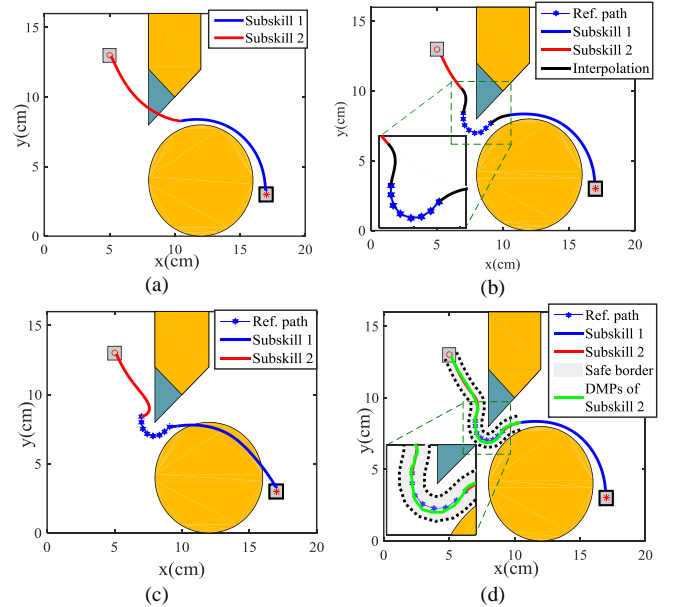 Subskill 1
Subskill 2
15
10
5
0
y(cm)
0 5 10 15 20
x(cm)
(a)
Ref. path
Subskill 1
Subskill 2
Interpolation
15
10
5
0
y(cm)
0 5 10 15 20
x(cm)
(b)
Ref. path
Subskill 1
Subskill 2
15
10
5
0
y(cm)
0 5 10 15 20
x(cm)
(c)
Ref. path
Subskill 1
Subskill 2
Safe border
DMPs of
Subskill 2
15
10
5
0
y(cm)
0 5 10 15 20
x(cm)
(d)